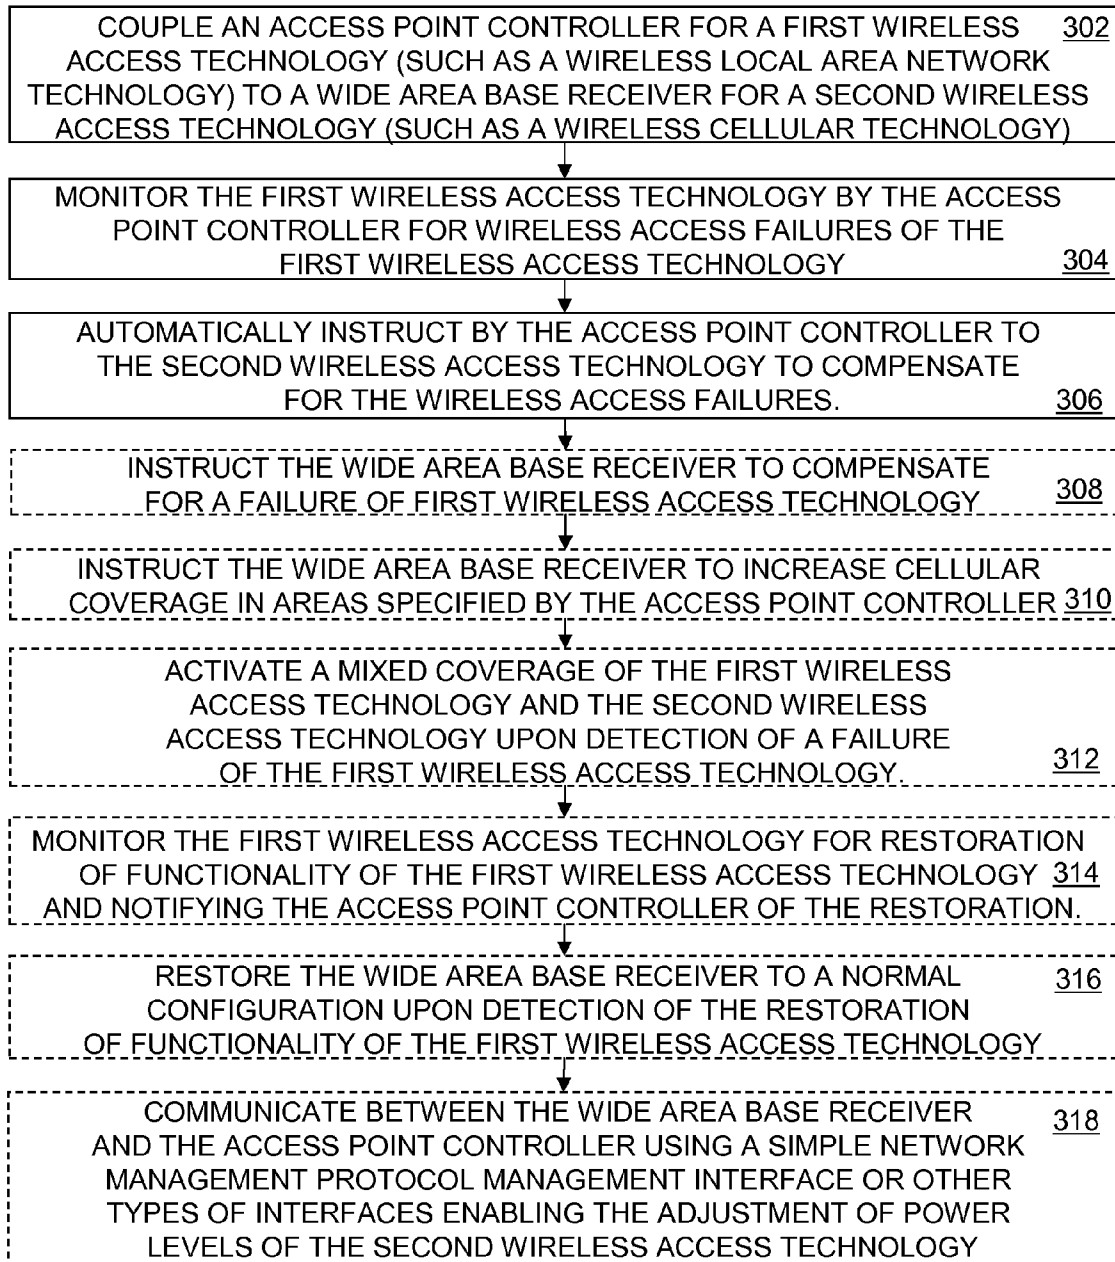 COUPLE AN ACCESS POINT CONTROLLER FOR A FIRST WIRELESS 302
ACCESS TECHNOLOGY (SUCH AS A WIRELESS LOCAL AREA NETWORK
TECHNOLOGY) TO A WIDE AREA BASE RECEIVER FOR A SECOND WIRELESS
ACCESS TECHNOLOGY (SUCH AS A WIRELESS CELLULAR TECHNOLOGY)
MONITOR THE FIRST WIRELESS ACCESS TECHNOLOGY BY THE ACCESS
POINT CONTROLLER FOR WIRELESS ACCESS FAILURES OF THE
FIRST WIRELESS ACCESS TECHNOLOGY 304
AUTOMATICALLY INSTRUCT BY THE ACCESS POINT CONTROLLER TO
THE SECOND WIRELESS ACCESS TECHNOLOGY TO COMPENSATE
FOR THE WIRELESS ACCESS FAILURES. 306
INSTRUCT THE WIDE AREA BASE RECEIVER TO COMPENSATE
FOR A FAILURE OF FIRST WIRELESS ACCESS TECHNOLOGY 308
INSTRUCT THE WIDE AREA BASE RECEIVER TO INCREASE CELLULAR
COVERAGE IN AREAS SPECIFIED BY THE ACCESS POINT CONTROLLER 310
ACTIVATE A MIXED COVERAGE OF THE FIRST WIRELESS
ACCESS TECHNOLOGY AND THE SECOND WIRELESS
ACCESS TECHNOLOGY UPON DETECTION OF A FAILURE
OF THE FIRST WIRELESS ACCESS TECHNOLOGY. 312
MONITOR THE FIRST WIRELESS ACCESS TECHNOLOGY FOR RESTORATION
OF FUNCTIONALITY OF THE FIRST WIRELESS ACCESS TECHNOLOGY 314
AND NOTIFYING THE ACCESS POINT CONTROLLER OF THE RESTORATION.
RESTORE THE WIDE AREA BASE RECEIVER TO A NORMAL 316
CONFIGURATION UPON DETECTION OF THE RESTORATION
OF FUNCTIONALITY OF THE FIRST WIRELESS ACCESS TECHNOLOGY
COMMUNICATE BETWEEN THE WIDE AREA BASE RECEIVER 318
AND THE ACCESS POINT CONTROLLER USING A SIMPLE NETWORK
MANAGEMENT PROTOCOL MANAGEMENT INTERFACE OR OTHER
TYPES OF INTERFACES ENABLING THE ADJUSTMENT OF POWER
LEVELS OF THE SECOND WIRELESS ACCESS TECHNOLOGY